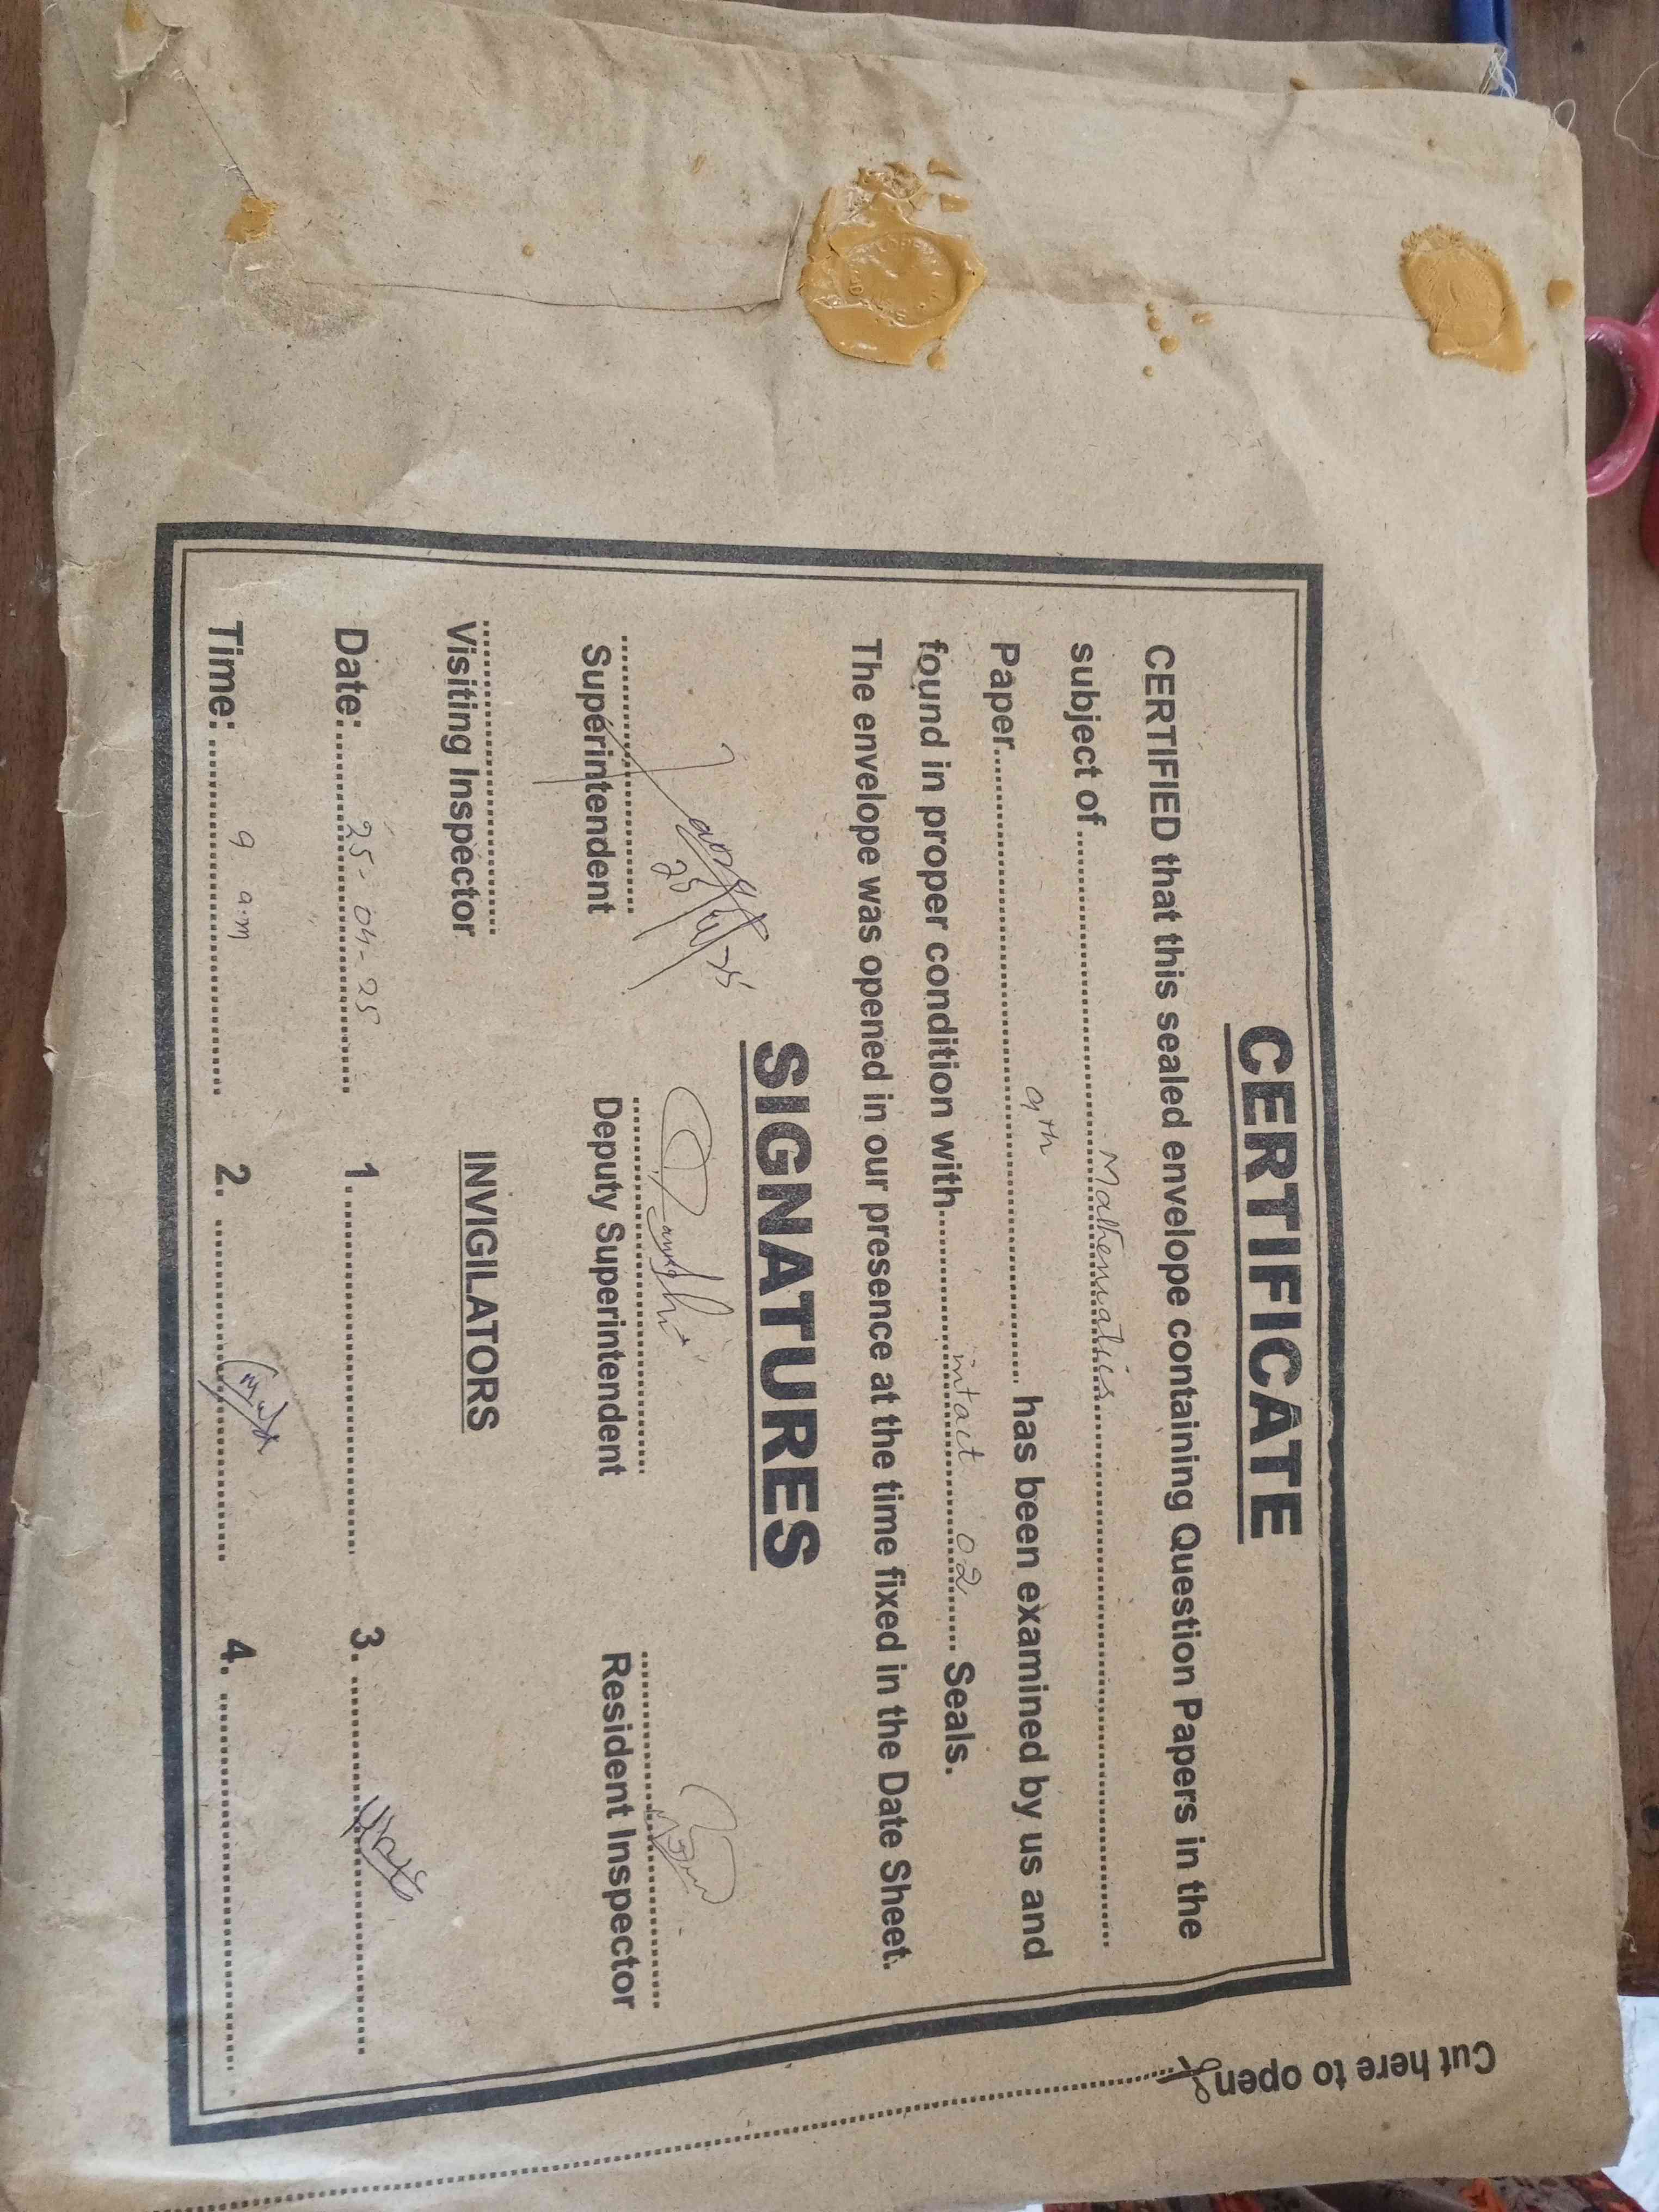 CERTIFICATE
CERTIFIED that this sealed envelope containing Question Papers in the
subject of .......... Mathematics ..........
Paper .......... 9th .......... has been examined by us and
found in proper condition with .......... intact 02 .......... Seals.
The envelope was opened in our presence at the time fixed in the Date Sheet.
SIGNATURES
25
Superintendent Deputy Superintendent Resident Inspector
Visiting Inspector INVIGILATORS
Date: 25-04-25 1. .......... 3. ..........
Time: 9 a.m 2. .......... 4. ..........
Cut here to open